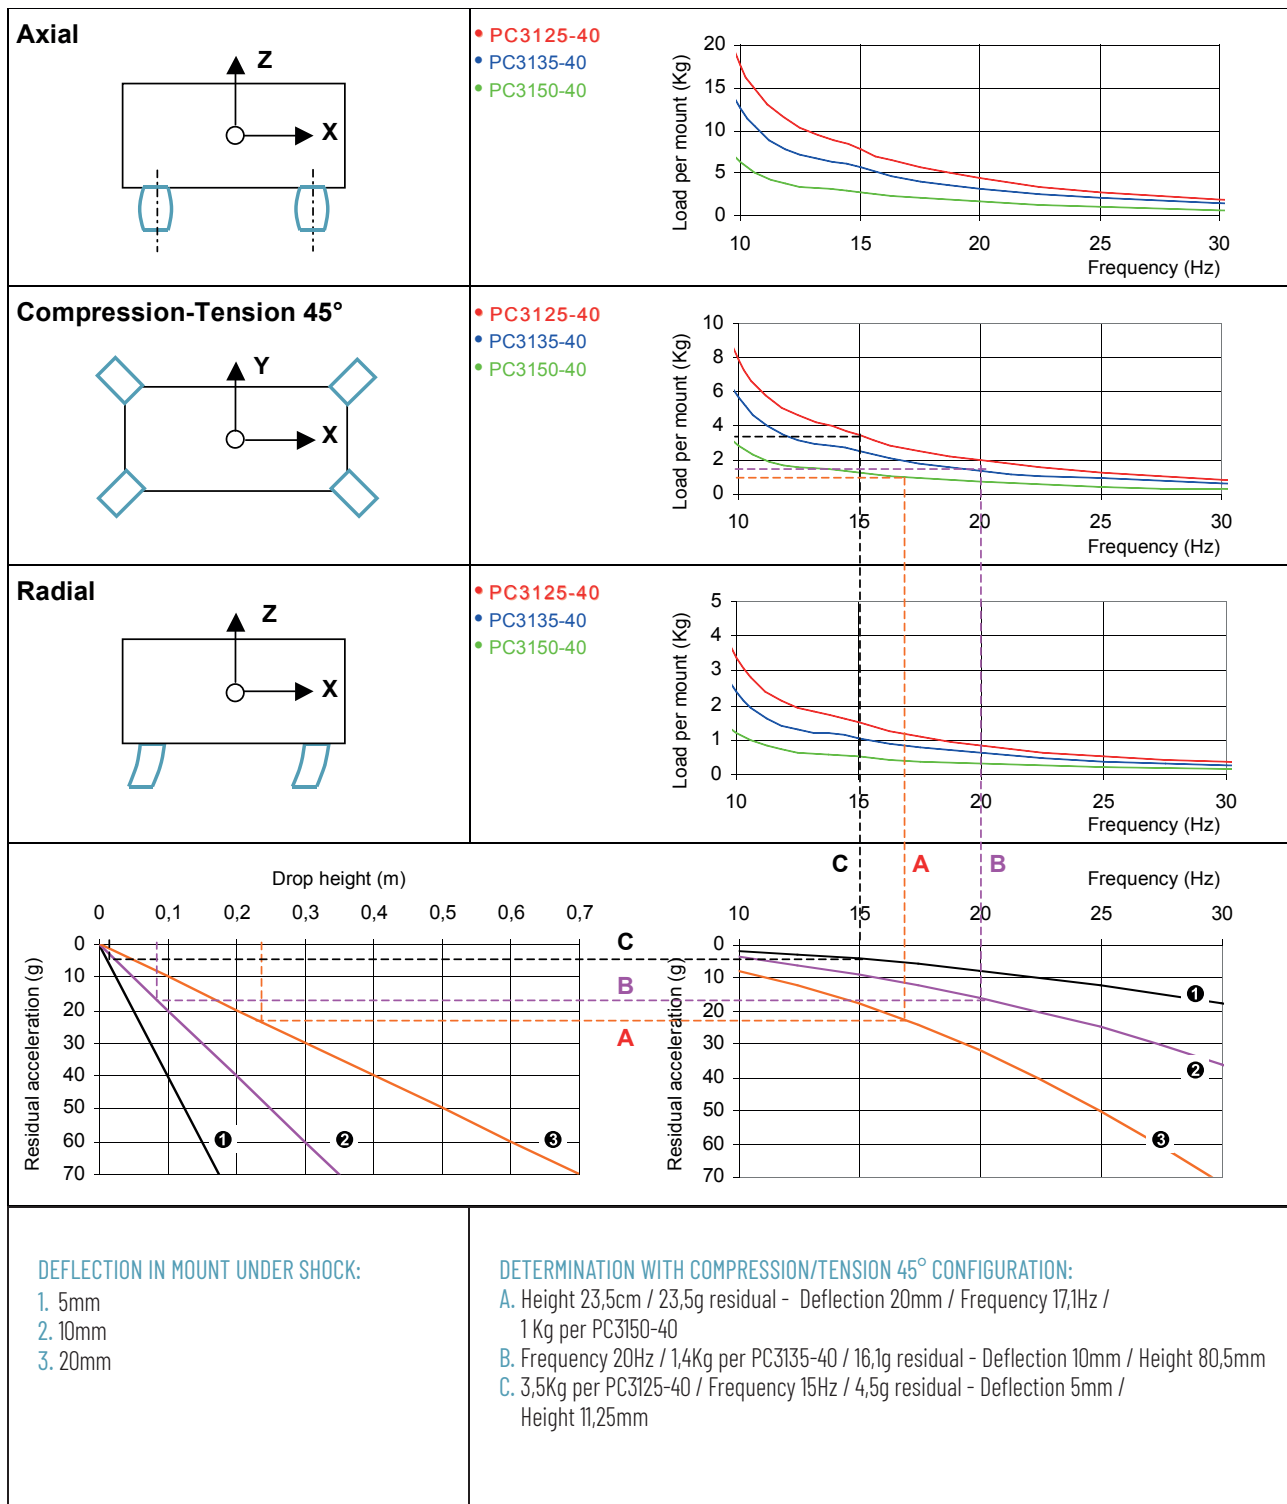 Axial
Z
X
• PC3125-40
• PC3135-40
• PC3150-40
Load per mount (Kg)
20
15
10
5
0
10 15 20 25 30
Frequency (Hz)
Compression-Tension 45°
Y
X
• PC3125-40
• PC3135-40
• PC3150-40
Load per mount (Kg)
10
8
6
4
2
0
10 15 20 25 30
Frequency (Hz)
Radial
Z
X
• PC3125-40
• PC3135-40
• PC3150-40
Load per mount (Kg)
5
4
3
2
1
0
10 15 20 25 30
Frequency (Hz)
C A B
Drop height (m)
0 0,1 0,2 0,3 0,4 0,5 0,6 0,7
Residual acceleration (g)
0
10
20
30
40
50
60
70
1 2 3
C
B
A
Frequency (Hz)
10 15 20 25 30
Residual acceleration (g)
0
10
20
30
40
50
60
70
1
2
3
DEFLECTION IN MOUNT UNDER SHOCK:
1. 5mm
2. 10mm
3. 20mm
DETERMINATION WITH COMPRESSION/TENSION 45° CONFIGURATION:
A. Height 23,5cm / 23,5g residual - Deflection 20mm / Frequency 17,1Hz /
1 Kg per PC3150-40
B. Frequency 20Hz / 1,4Kg per PC3135-40 / 16,1g residual - Deflection 10mm / Height 80,5mm
C. 3,5Kg per PC3125-40 / Frequency 15Hz / 4,5g residual - Deflection 5mm /
Height 11,25mm